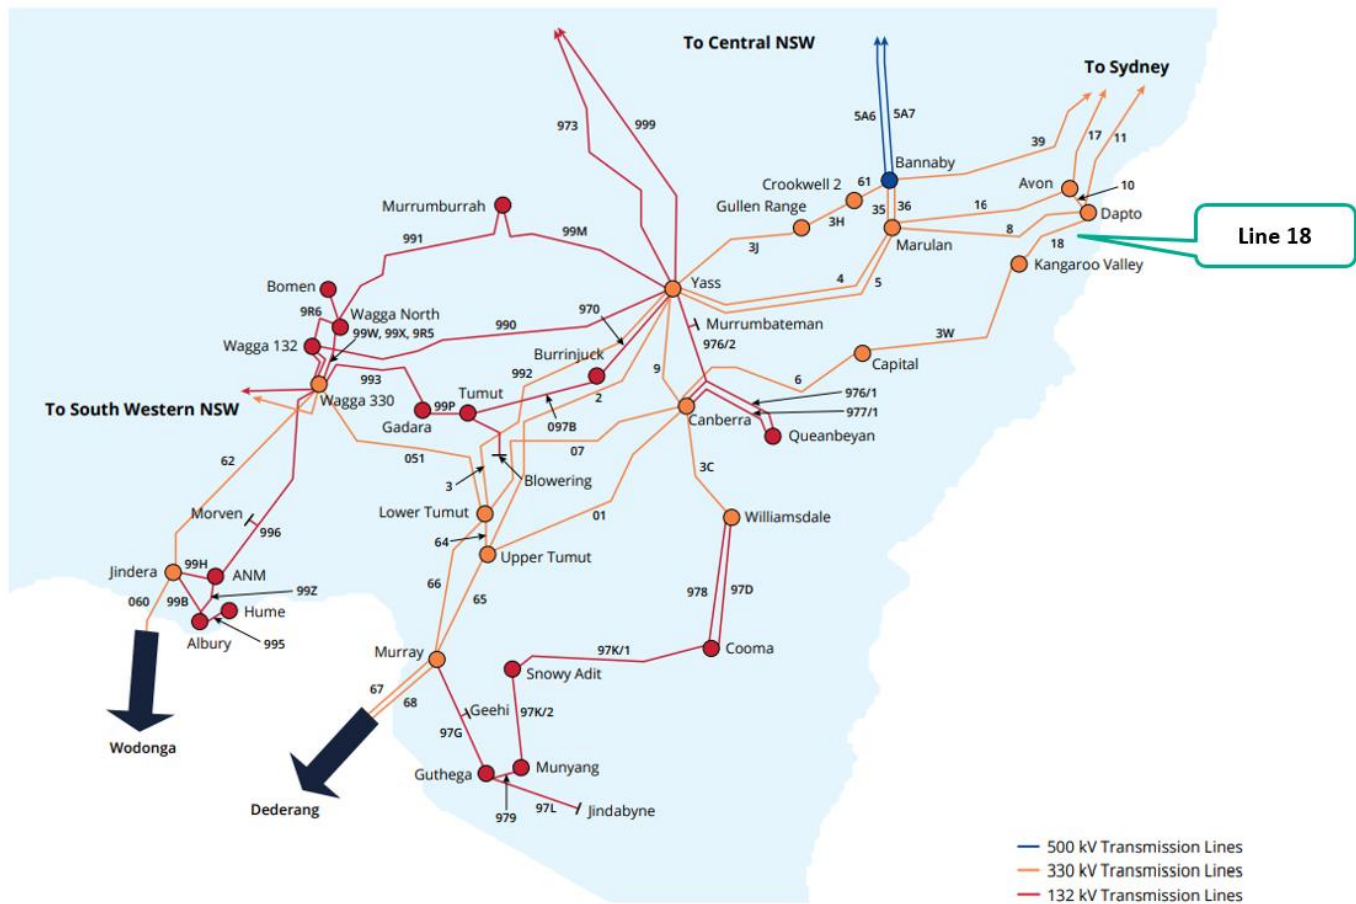 To Central NSW
To Sydney
973
999
5A6
5A7
39
17
11
Bannaby
Crookwell 2
61
Avon
10
Gullen Range
3H
35
36
16
Dapto
Murrumburrah
99M
991
3J
Marulan
8
18
Line 18
Kangaroo Valley
Yass
4
5
Bomen
9R6
Wagga North
99W, 99X, 9R5
990
970
Murrumbateman
976/2
3W
Wagga 132
Burrinjuck
Capital
993
992
9
6
To South Western NSW
Wagga 330
Tumut
2
976/1
99P
Gadara
097B
Canberra
977/1
Queanbeyan
62
051
07
3C
3
Blowering
Morven
996
Lower Tumut
01
Williamsdale
64
Upper Tumut
Jindera
99H
ANM
66
65
978
97D
060
99B
99Z
Hume
Albury
995
Murray
97K/1
Cooma
Snowy Adit
67
68
Geehi
97K/2
97G
Wodonga
Guthega
Munyang
Dederang
979
97L
Jindabyne
500 kV Transmission Lines
330 kV Transmission Lines
132 kV Transmission Lines